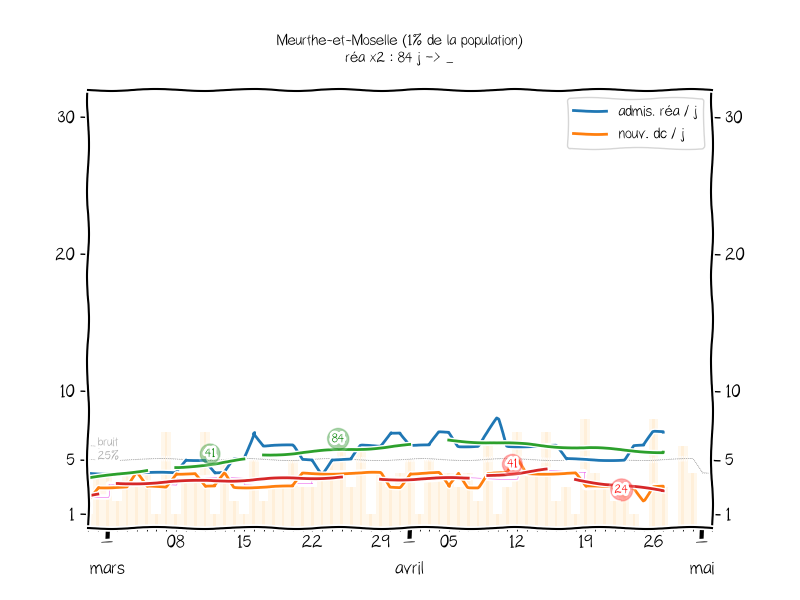 Meurthe-et-Moselle (1% de la population)
réa x2 : 84 j -> _
admis. réa / j
nouv. dc / j
30 30
20 20
10 10
bruit
25%
5 5
1 1
41
84
41
24
08 15 22 29 05 12 19 26
mars avril mai